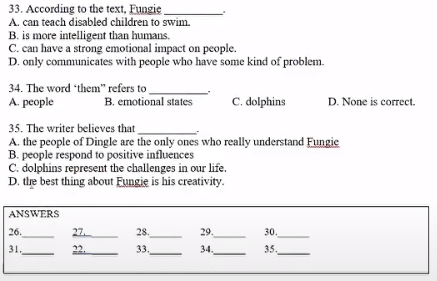 33. According to the text, Fungie __________.
A. can teach disabled children to swim.
B. is more intelligent than humans.
C. can have a strong emotional impact on people.
D. only communicates with people who have some kind of problem.
34. The word ‘them” refers to __________.
A. people B. emotional states C. dolphins D. None is correct.
35. The writer believes that __________.
A. the people of Dingle are the only ones who really understand Fungie
B. people respond to positive influences
C. dolphins represent the challenges in our life.
D. the best thing about Fungie is his creativity.
ANSWERS
26.______ 27.______ 28.______ 29.______ 30.______
31.______ 22.______ 33.______ 34.______ 35.______